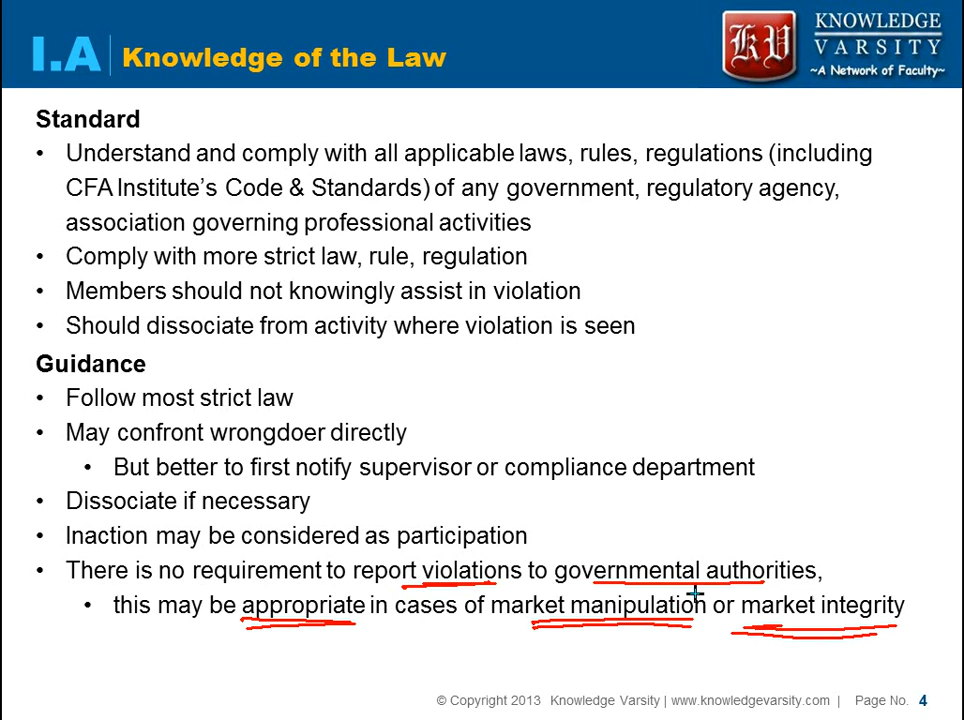 I.A Knowledge of the Law
KV KNOWLEDGE
VARSITY
~A Network of Faculty~
Standard
• Understand and comply with all applicable laws, rules, regulations (including
CFA Institute’s Code & Standards) of any government, regulatory agency,
association governing professional activities
• Comply with more strict law, rule, regulation
• Members should not knowingly assist in violation
• Should dissociate from activity where violation is seen
Guidance
• Follow most strict law
• May confront wrongdoer directly
• But better to first notify supervisor or compliance department
• Dissociate if necessary
• Inaction may be considered as participation
• There is no requirement to report violations to governmental authorities,
• this may be appropriate in cases of market manipulation or market integrity
© Copyright 2013 Knowledge Varsity | www.knowledgevarsity.com | Page No. 4